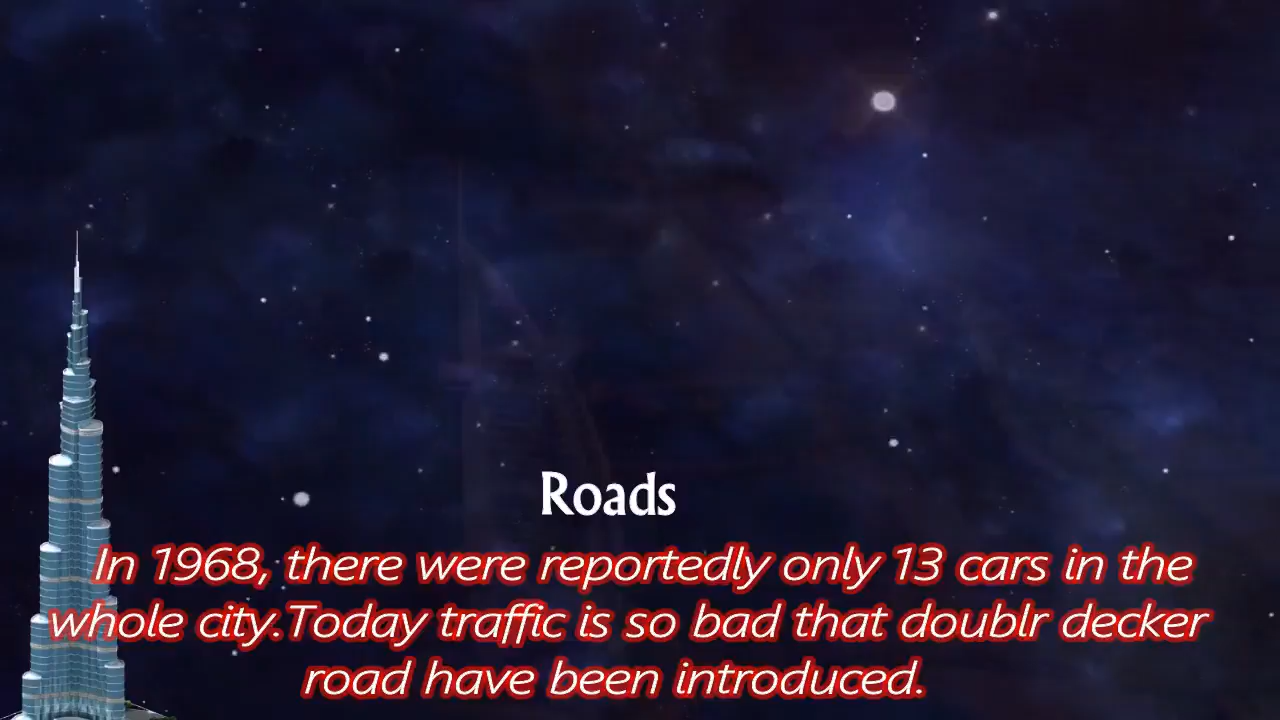 Roads
In 1968, there were reportedly only 13 cars in the
whole city.Today traffic is so bad that doublr decker
road have been introduced.